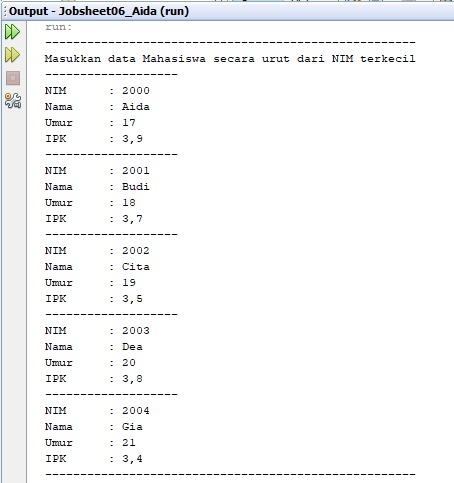 Output - Jobsheet06_Aida (run)
run:
-----------------------------------------------------
Masukkan data Mahasiswa secara urut dari NIM terkecil
-------------------
NIM : 2000
Nama : Aida
Umur : 17
IPK : 3,9
-------------------
NIM : 2001
Nama : Budi
Umur : 18
IPK : 3,7
-------------------
NIM : 2002
Nama : Cita
Umur : 19
IPK : 3,5
-------------------
NIM : 2003
Nama : Dea
Umur : 20
IPK : 3,8
-------------------
NIM : 2004
Nama : Gia
Umur : 21
IPK : 3,4
-----------------------------------------------------